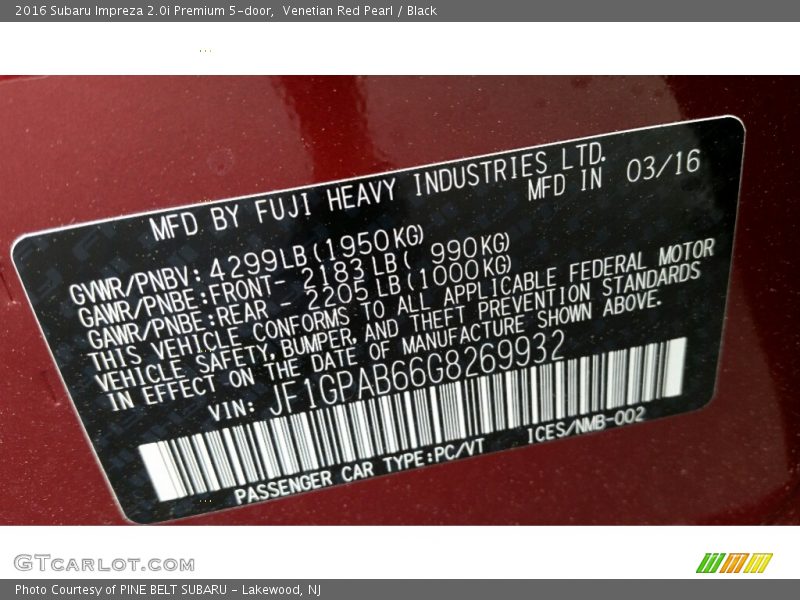 2016 Subaru Impreza 2.0i Premium 5-door,  Venetian Red Pearl / Black
MFD BY FUJI HEAVY INDUSTRIES LTD.
MFD IN 03/16
GVWR/PNBV: 4299LB(1950KG)
GAWR/PNBE:FRONT- 2183 LB( 990KG)
GAWR/PNBE:REAR - 2205 LB(1000KG)
THIS VEHICLE CONFORMS TO ALL APPLICABLE FEDERAL MOTOR
VEHICLE SAFETY,BUMPER,AND THEFT PREVENTION STANDARDS
IN EFFECT ON THE DATE OF MANUFACTURE SHOWN ABOVE.
VIN: JF1GPAB66G8269932
PASSENGER CAR TYPE:PC/VT ICES/NMB-002
GTCarLot.com
Photo Courtesy of PINE BELT SUBARU - Lakewood, NJ